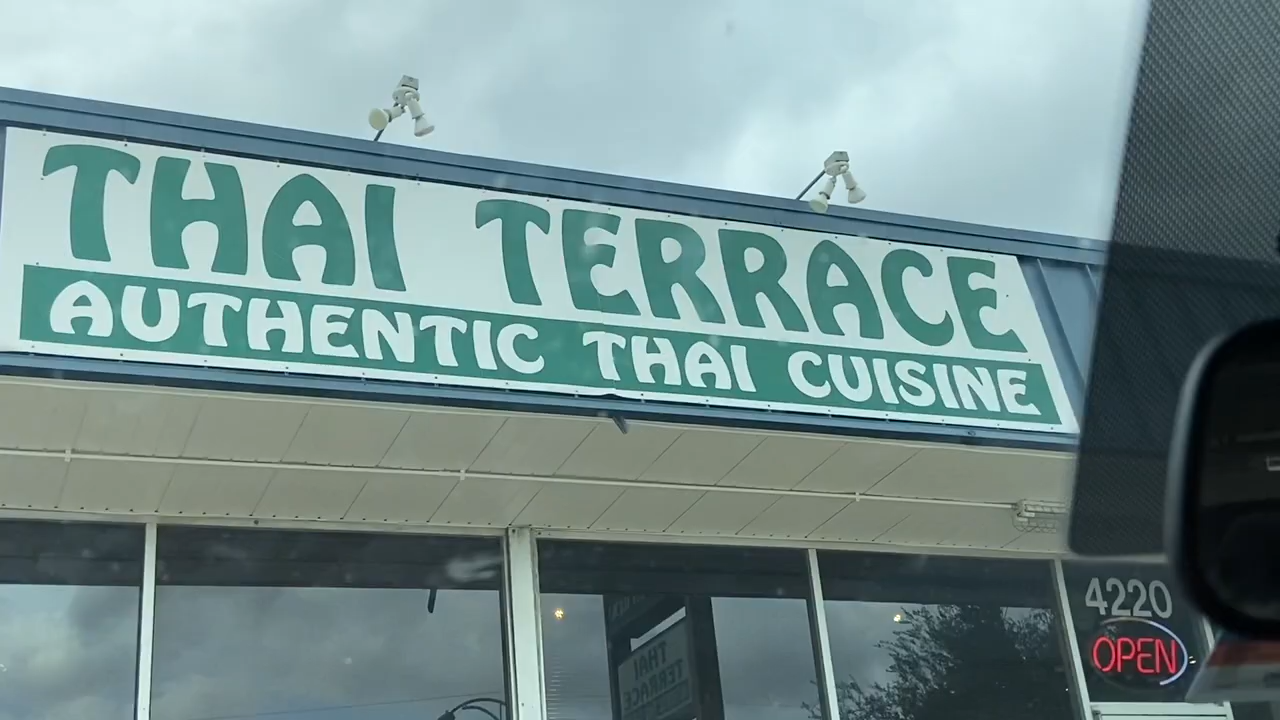 THAI TERRACE
AUTHENTIC THAI CUISINE
4220
OPEN
THAI
TERRACE